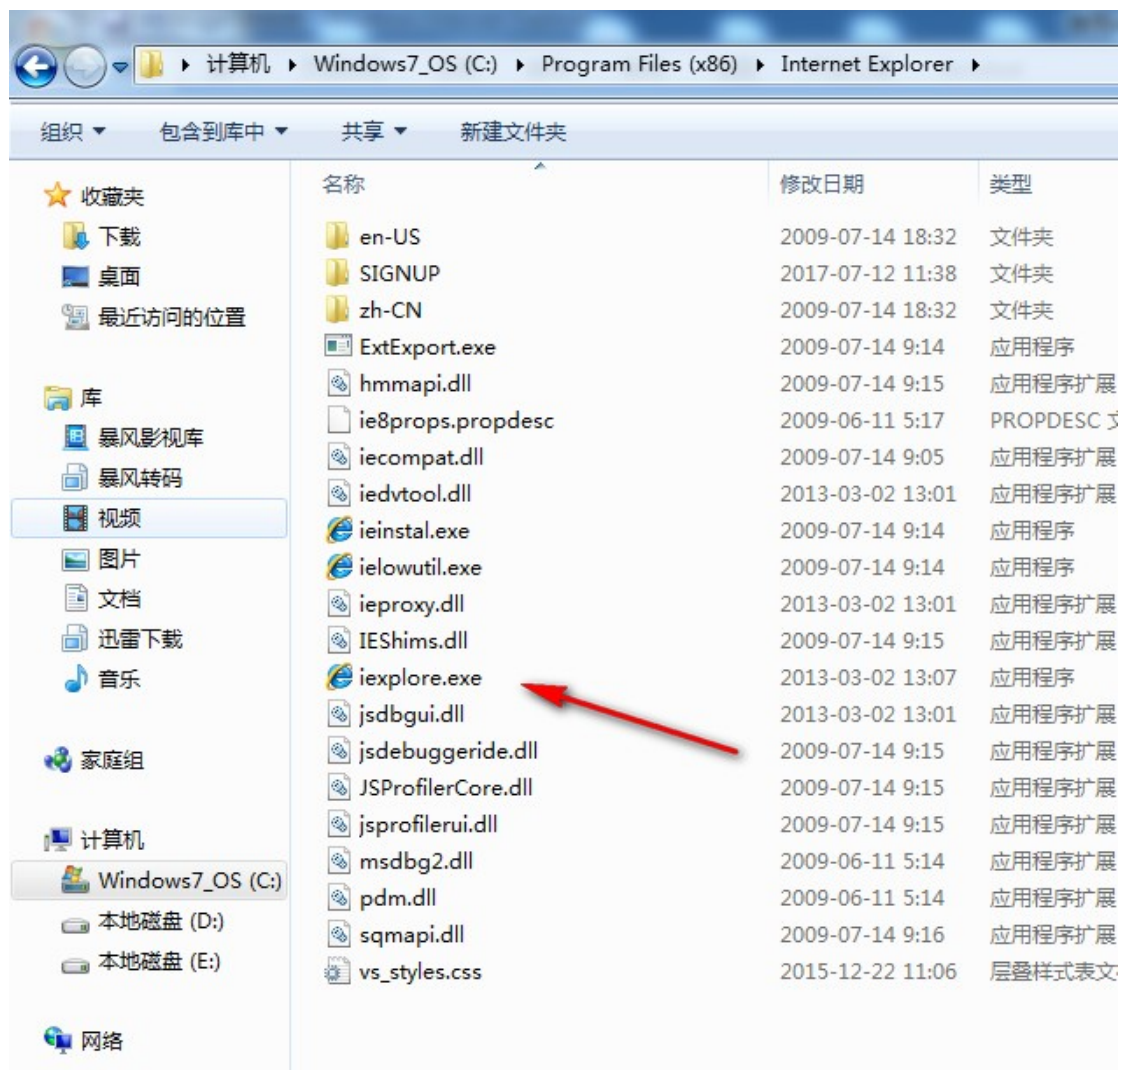 计算机 Windows7_OS (C:) Program Files (x86) Internet Explorer
组织 包含到库中 共享 新建文件夹
名称 修改日期 类型
收藏夹
下载
桌面
最近访问的位置
库
暴风影视库
暴风转码
视频
图片
文档
迅雷下载
音乐
家庭组
计算机
Windows7_OS (C:)
本地磁盘 (D:)
本地磁盘 (E:)
网络
en-US 2009-07-14 18:32 文件夹
SIGNUP 2017-07-12 11:38 文件夹
zh-CN 2009-07-14 18:32 文件夹
ExtExport.exe 2009-07-14 9:14 应用程序
hmmapi.dll 2009-07-14 9:15 应用程序扩展
ie8props.propdesc 2009-06-11 5:17 PROPDESC
iecompat.dll 2009-07-14 9:05 应用程序扩展
iedvtool.dll 2013-03-02 13:01 应用程序扩展
ieinstal.exe 2009-07-14 9:14 应用程序
ielowutil.exe 2009-07-14 9:14 应用程序
ieproxy.dll 2013-03-02 13:01 应用程序扩展
IEShims.dll 2009-07-14 9:15 应用程序扩展
iexplore.exe 2013-03-02 13:07 应用程序
jsdbgui.dll 2013-03-02 13:01 应用程序扩展
jsdebuggeride.dll 2009-07-14 9:15 应用程序扩展
JSProfilerCore.dll 2009-07-14 9:15 应用程序扩展
jsprofilerui.dll 2009-07-14 9:15 应用程序扩展
msdbg2.dll 2009-06-11 5:14 应用程序扩展
pdm.dll 2009-06-11 5:14 应用程序扩展
sqmapi.dll 2009-07-14 9:16 应用程序扩展
vs_styles.css 2015-12-22 11:06 层叠样式表文